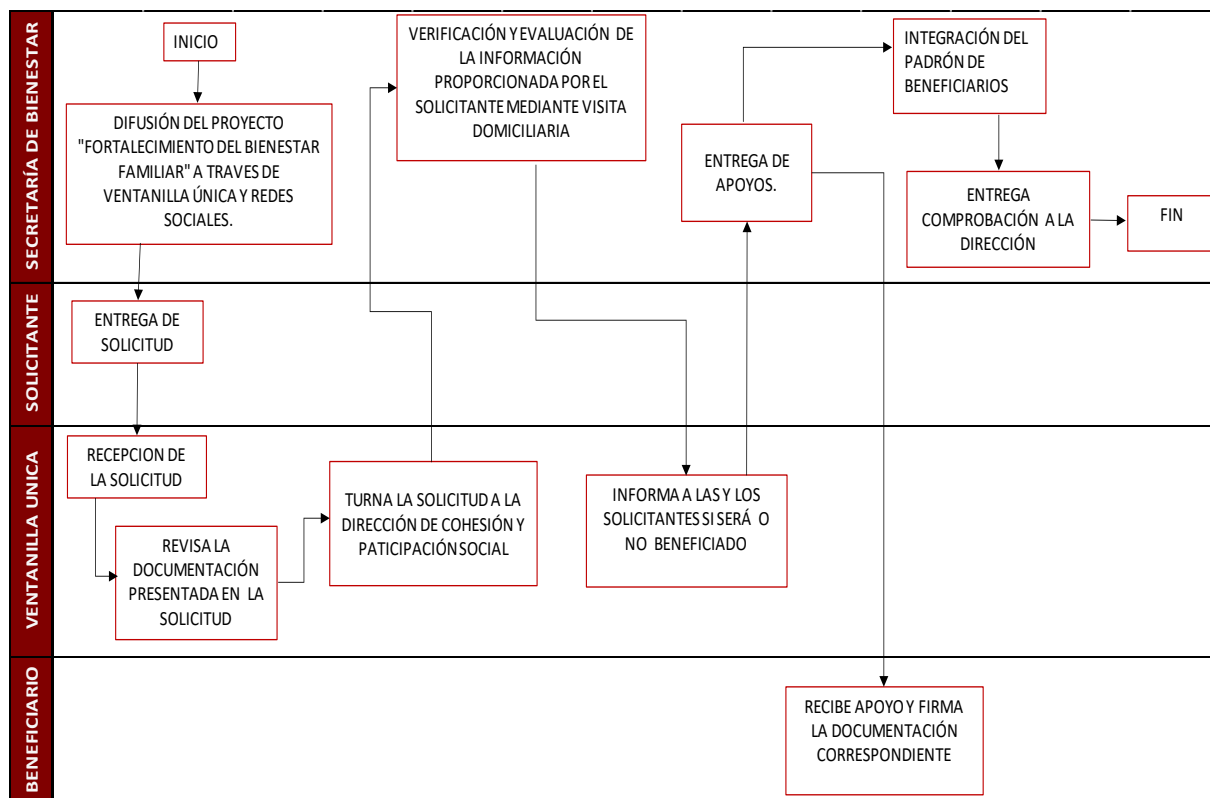 SECRETARÍA DE BIENESTAR
INICIO
DIFUSIÓN DEL PROYECTO
"FORTALECIMIENTO DEL BIENESTAR
FAMILIAR" A TRAVES DE
VENTANILLA ÚNICA Y REDES
SOCIALES.
VERIFICACIÓN Y EVALUACIÓN DE
LA INFORMACIÓN
PROPORCIONADA POR EL
SOLICITANTE MEDIANTE VISITA
DOMICILIARIA
ENTREGA DE
APOYOS.
INTEGRACIÓN DEL
PADRÓN DE
BENEFICIARIOS
ENTREGA
COMPROBACIÓN A LA
DIRECCIÓN
FIN
SOLICITANTE
ENTREGA DE
SOLICITUD
VENTANILLA UNICA
RECEPCION DE
LA SOLICITUD
REVISA LA
DOCUMENTACIÓN
PRESENTADA EN LA
SOLICITUD
TURNA LA SOLICITUD A LA
DIRECCIÓN DE COHESIÓN Y
PATICIPACIÓN SOCIAL
INFORMA A LAS Y LOS
SOLICITANTES SI SERÁ O
NO BENEFICIADO
BENEFICIARIO
RECIBE APOYO Y FIRMA
LA DOCUMENTACIÓN
CORRESPONDIENTE